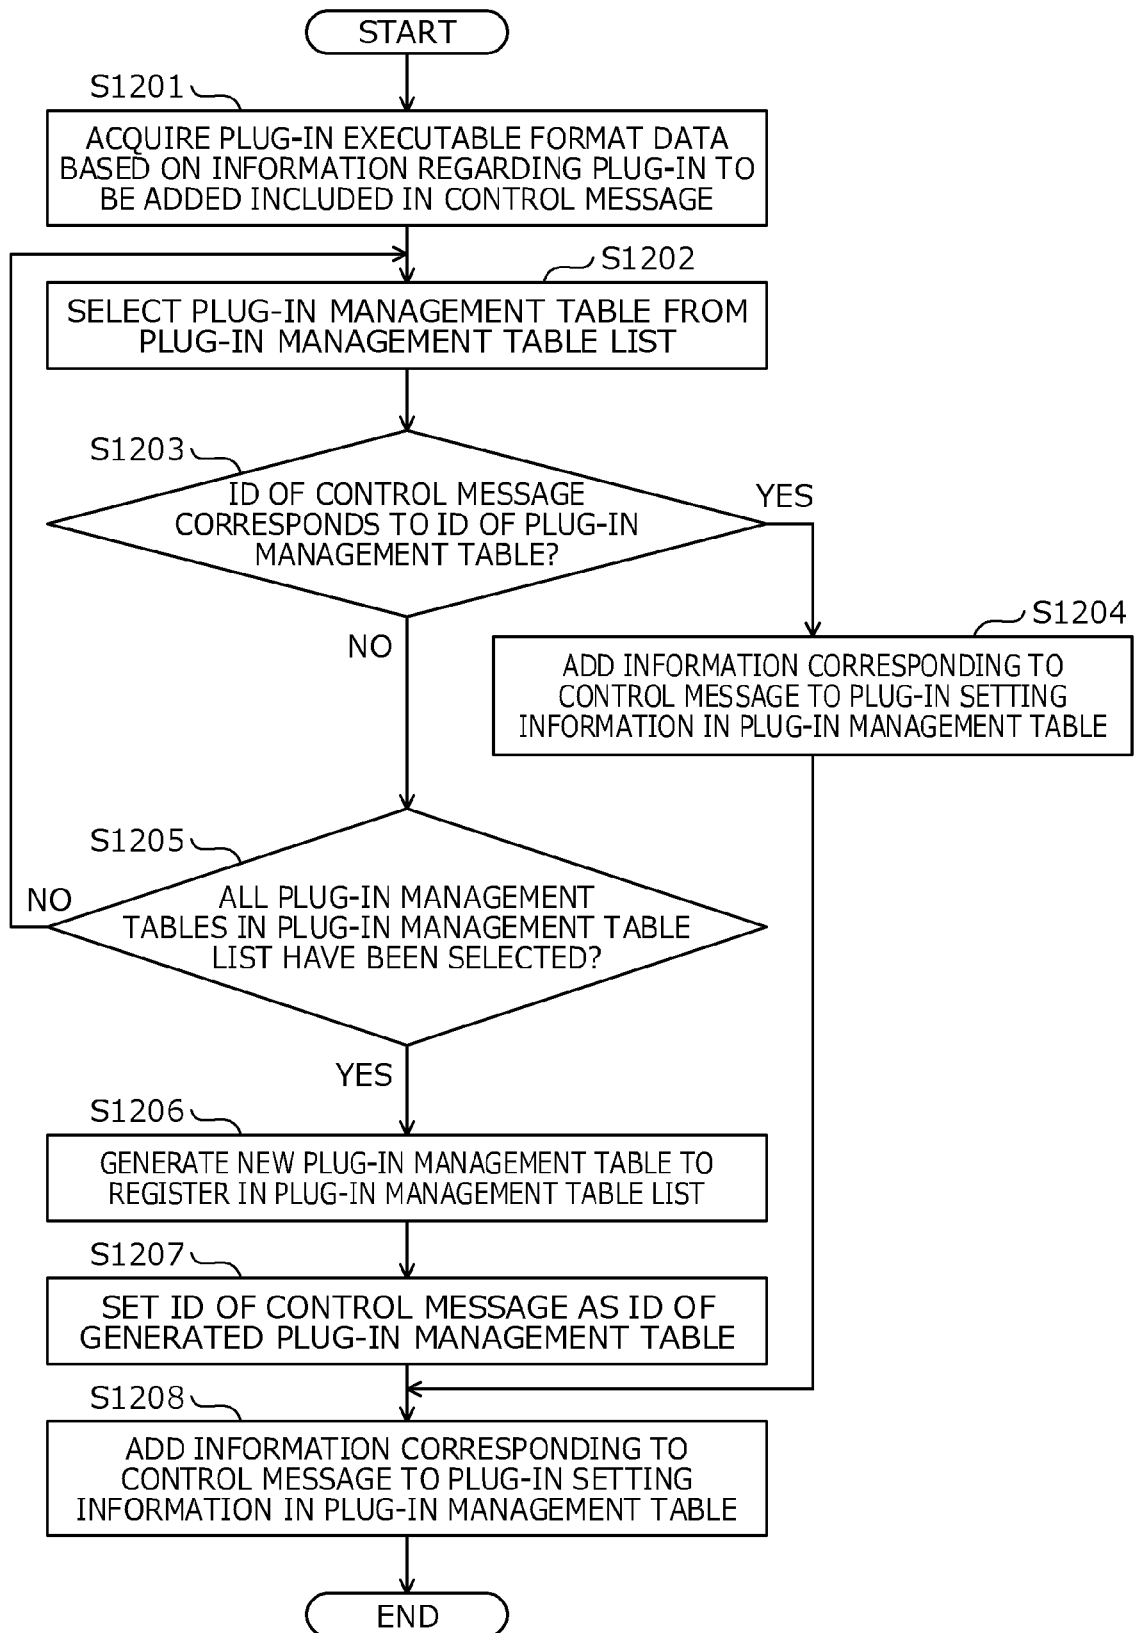 START
S1201
ACQUIRE PLUG-IN EXECUTABLE FORMAT DATA
BASED ON INFORMATION REGARDING PLUG-IN TO
BE ADDED INCLUDED IN CONTROL MESSAGE
S1202
SELECT PLUG-IN MANAGEMENT TABLE FROM
PLUG-IN MANAGEMENT TABLE LIST
S1203
ID OF CONTROL MESSAGE
CORRESPONDS TO ID OF PLUG-IN
MANAGEMENT TABLE?
YES
NO
S1204
ADD INFORMATION CORRESPONDING TO
CONTROL MESSAGE TO PLUG-IN SETTING
INFORMATION IN PLUG-IN MANAGEMENT TABLE
S1205
NO
ALL PLUG-IN MANAGEMENT
TABLES IN PLUG-IN MANAGEMENT TABLE
LIST HAVE BEEN SELECTED?
YES
S1206
GENERATE NEW PLUG-IN MANAGEMENT TABLE TO
REGISTER IN PLUG-IN MANAGEMENT TABLE LIST
S1207
SET ID OF CONTROL MESSAGE AS ID OF
GENERATED PLUG-IN MANAGEMENT TABLE
S1208
ADD INFORMATION CORRESPONDING TO
CONTROL MESSAGE TO PLUG-IN SETTING
INFORMATION IN PLUG-IN MANAGEMENT TABLE
END